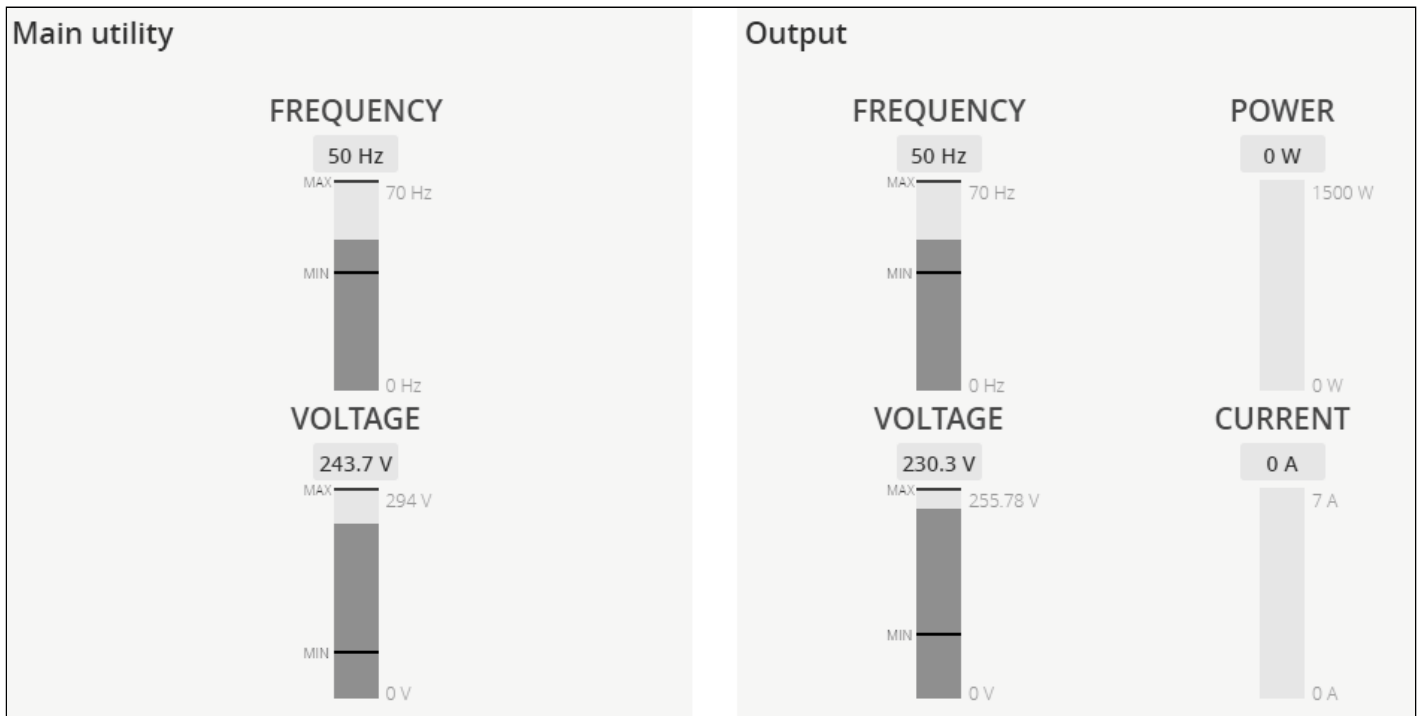 Main utility
FREQUENCY
50 Hz
MAX
70 Hz
MIN
0 Hz
VOLTAGE
243.7 V
MAX
294 V
MIN
0 V
Output
FREQUENCY
50 Hz
MAX
70 Hz
MIN
0 Hz
POWER
0 W
1500 W
0 W
VOLTAGE
230.3 V
MAX
255.78 V
MIN
0 V
CURRENT
0 A
7 A
0 A